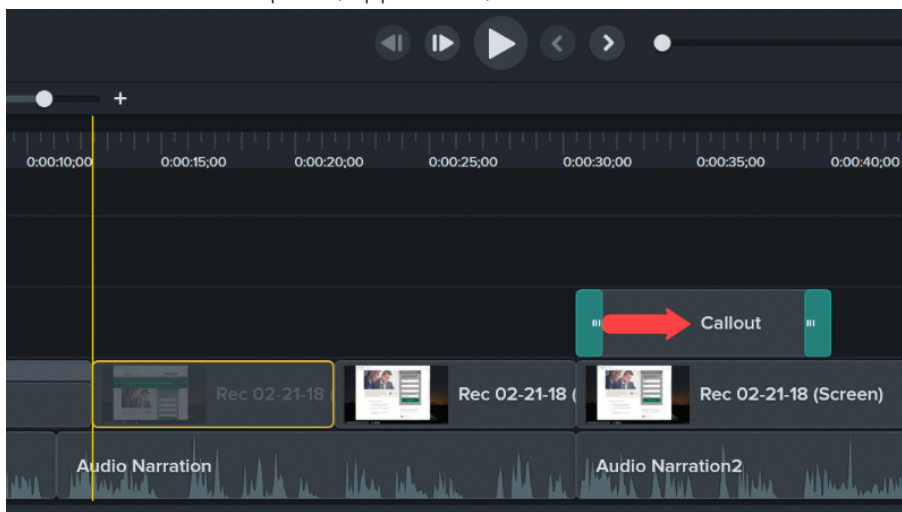 +
0:00:10;00 0:00:15;00 0:00:20;00 0:00:25;00 0:00:30;00 0:00:35;00 0:00:40;00
Callout
Rec 02-21-18 ( Rec 02-21-18 ( Rec 02-21-18 (Screen)
Audio Narration Audio Narration2